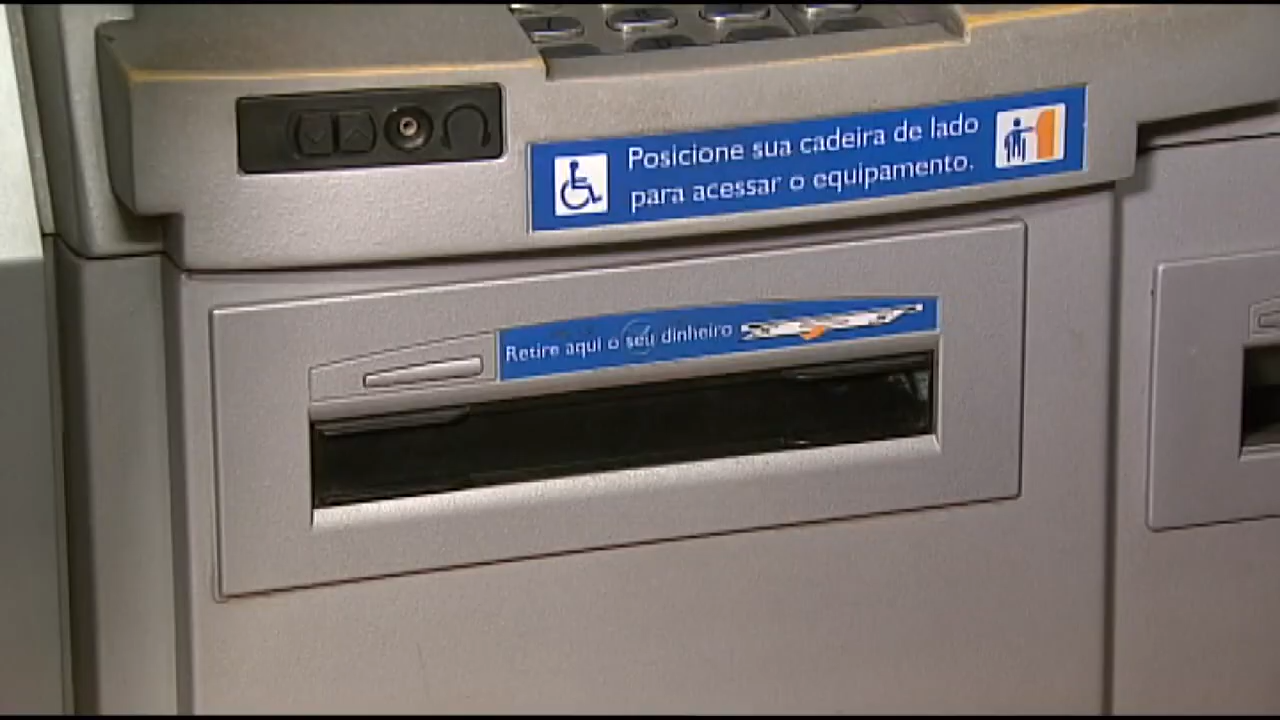 Posicione sua cadeira de lado
para acessar o equipamento.
Retire aqui o seu dinheiro